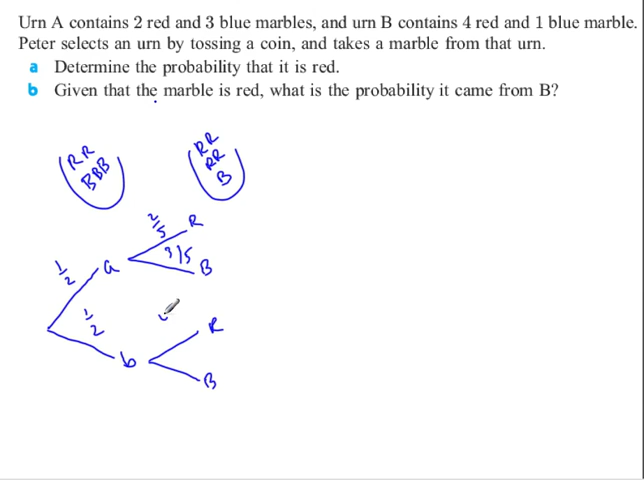 Urn A contains 2 red and 3 blue marbles, and urn B contains 4 red and 1 blue marble.
Peter selects an urn by tossing a coin, and takes a marble from that urn.
a Determine the probability that it is red.
b Given that the marble is red, what is the probability it came from B?
RR
BBB
RR
RR
B
2/5 R
1/2 a 3/5 B
1/2 R
b
B